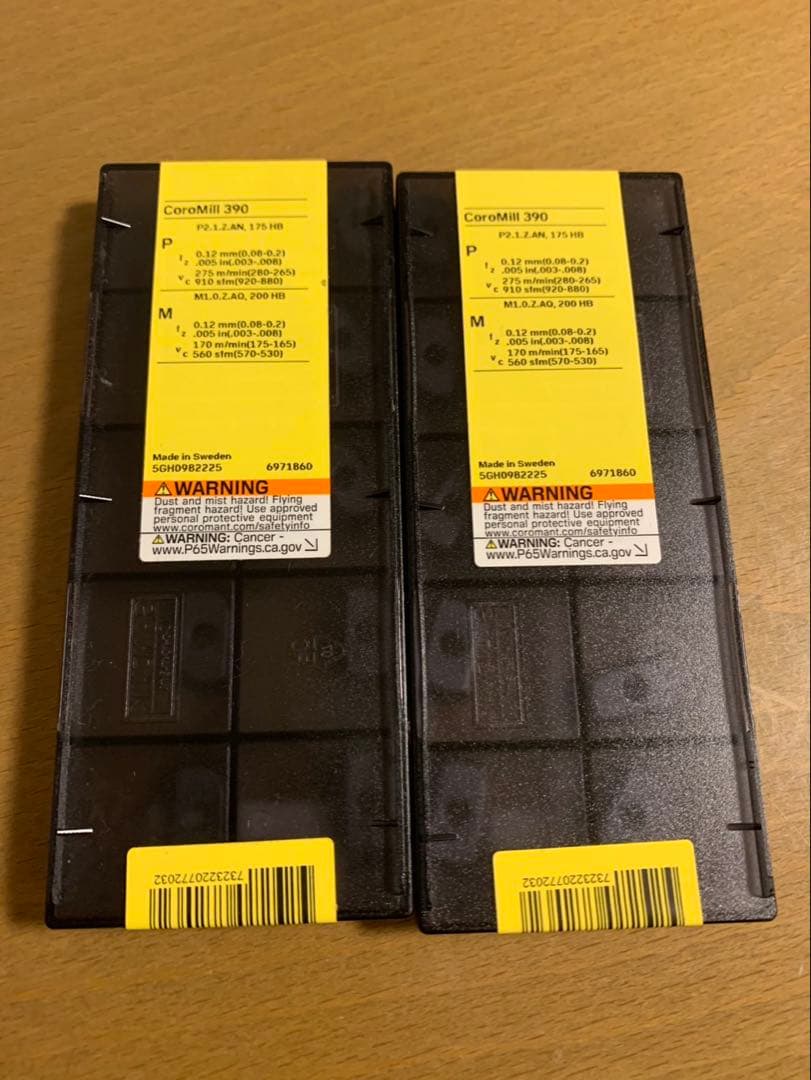 CoroMill 390
P2.1.Z.AN, 175 HB
P
fz 0.12 mm(0.08-0.2)
.005 in(.003-.008)
vc 275 m/min(280-265)
910 sfm(920-880)
M1.0.Z.AQ, 200 HB
M
fz 0.12 mm(0.08-0.2)
.005 in(.003-.008)
vc 170 m/min(175-165)
560 sfm(570-530)
Made in Sweden
5GH0982225 6971860
⚠WARNING
Dust and mist hazard! Flying
fragment hazard! Use approved
personal protective equipment
www.coromant.com/safetyinfo
⚠WARNING: Cancer -
www.P65Warnings.ca.gov
7323220772032
CoroMill 390
P2.1.Z.AN, 175 HB
P
fz 0.12 mm(0.08-0.2)
.005 in(.003-.008)
vc 275 m/min(280-265)
910 sfm(920-880)
M1.0.Z.AQ, 200 HB
M
fz 0.12 mm(0.08-0.2)
.005 in(.003-.008)
vc 170 m/min(175-165)
560 sfm(570-530)
Made in Sweden
5GH0982225 6971860
⚠WARNING
Dust and mist hazard! Flying
fragment hazard! Use approved
personal protective equipment
www.coromant.com/safetyinfo
⚠WARNING: Cancer -
www.P65Warnings.ca.gov
7323220772032